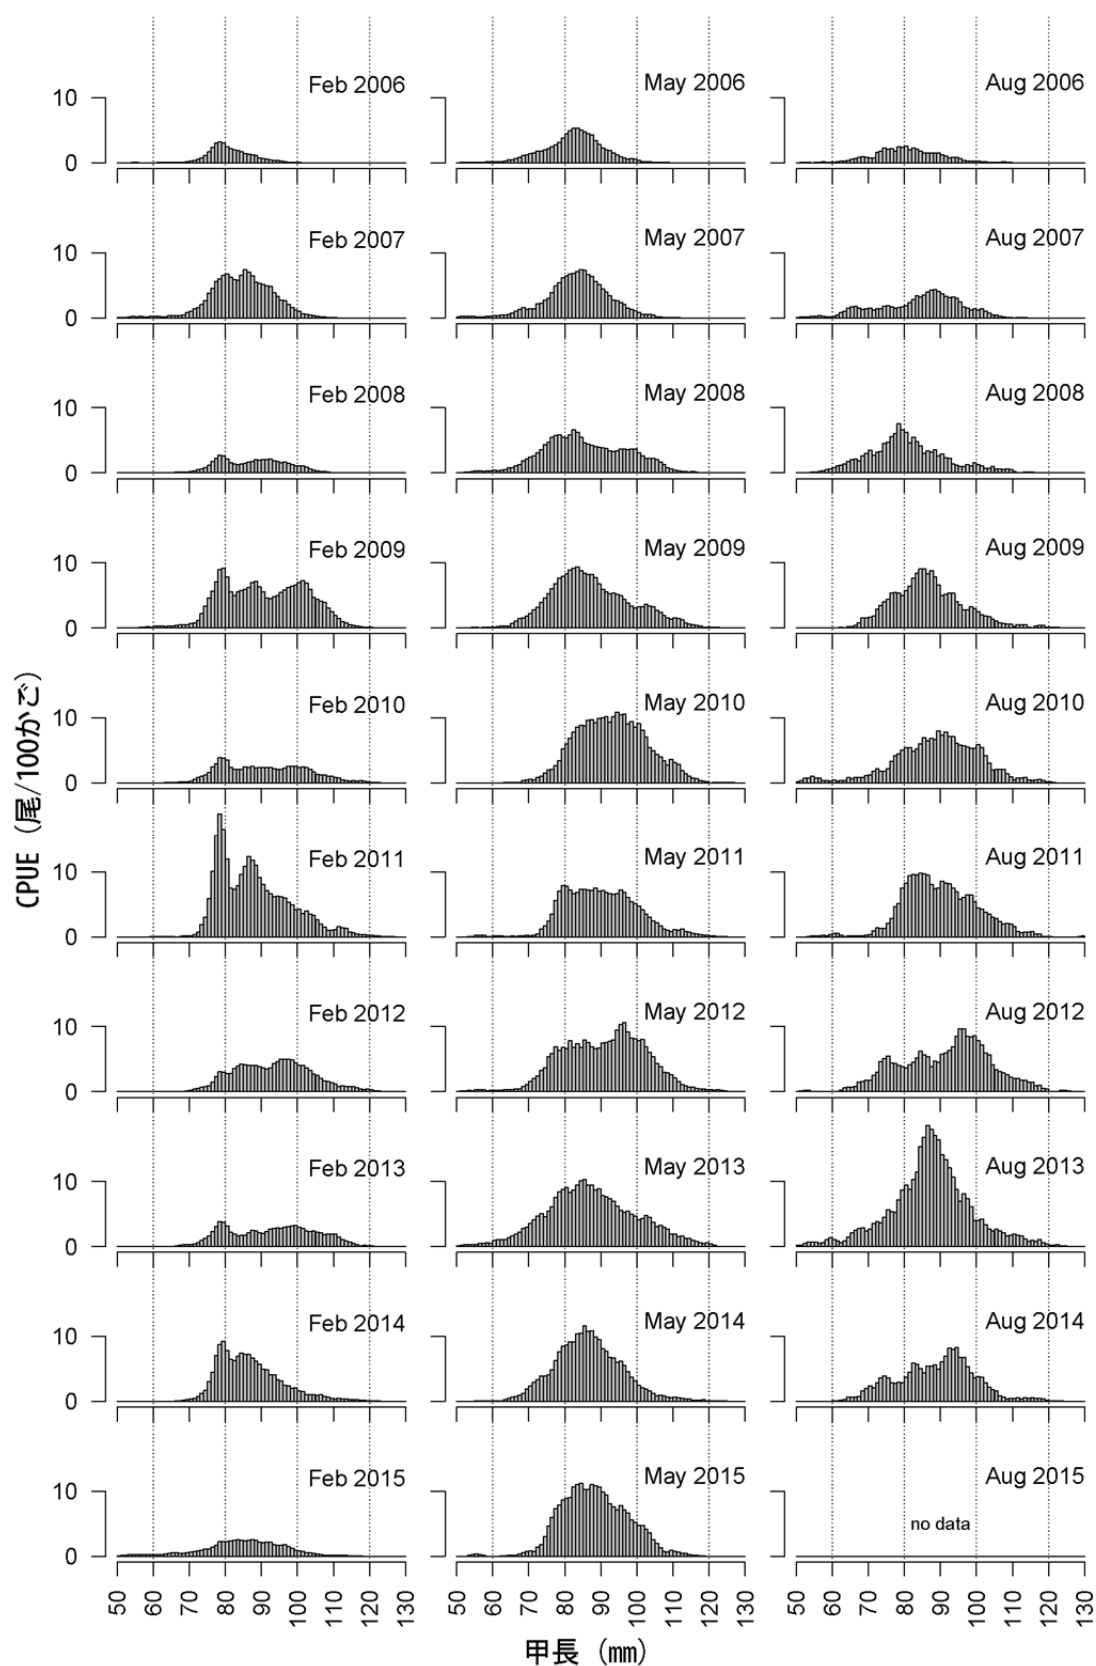 Feb 2006 May 2006 Aug 2006
10
0
Feb 2007 May 2007 Aug 2007
10
0
Feb 2008 May 2008 Aug 2008
10
0
Feb 2009 May 2009 Aug 2009
10
0
Feb 2010 May 2010 Aug 2010
10
0
Feb 2011 May 2011 Aug 2011
10
0
Feb 2012 May 2012 Aug 2012
10
0
Feb 2013 May 2013 Aug 2013
10
0
Feb 2014 May 2014 Aug 2014
10
0
Feb 2015 May 2015 Aug 2015
10
no data
0
50 60 70 80 90 100 110 120 130 50 60 70 80 90 100 110 120 130 50 60 70 80 90 100 110 120 130
甲長 (㎜)
CPUE (尾/100かご)